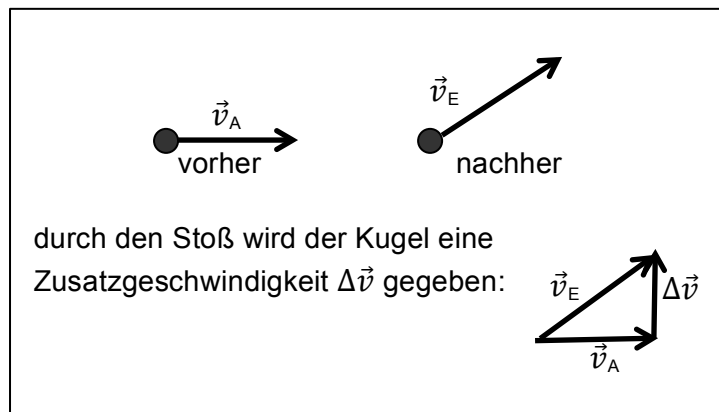 v⃗A
vorher
v⃗E
nachher
durch den Stoß wird der Kugel eine
Zusatzgeschwindigkeit Δv⃗ gegeben:
v⃗E
Δv⃗
v⃗A